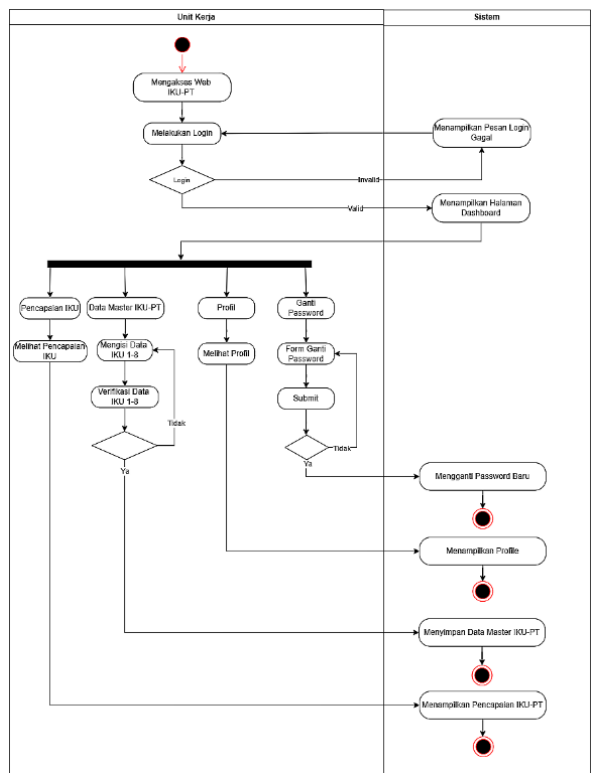 Unit Kerja
Sistem
Mengakses Web
IKU-PT
Melakukan Login
Menampilkan Pesan Login
Gagal
Login
Invalid
Valid
Menampilkan Halaman
Dashboard
Pencapaian IKU
Data Master IKU-PT
Profil
Ganti
Password
Melihat Pencapaian
IKU
Mengisi Data
IKU 1-8
Melihat Profil
Form Ganti
Password
Verifikasi Data
IKU 1-8
Submit
Tidak
Tidak
Ya
Ya
Mengganti Password Baru
Menampilkan Profile
Menyimpan Data Master IKU-PT
Menampilkan Pencapaian IKU-PT